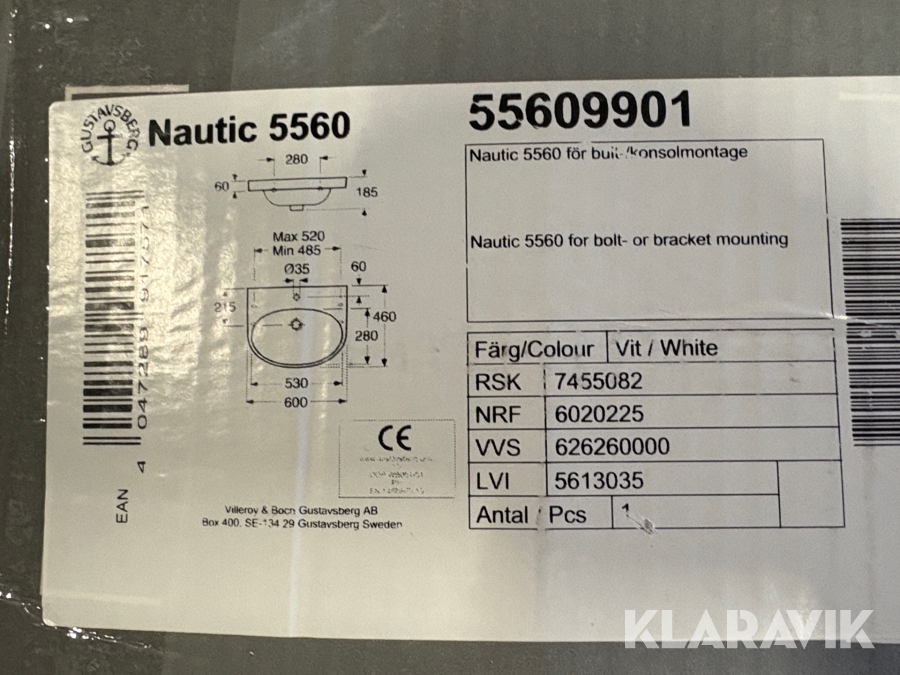 GUSTAVSBERG
Nautic 5560
55609901
280
60
185
Max 520
Min 485
Ø35
60
215
460
280
530
600
Nautic 5560 för bult-/konsolmontage
Nautic 5560 for bolt- or bracket mounting
Färg/Colour Vit / White
RSK 7455082
NRF 6020225
VVS 626260000
LVI 5613035
Antal / Pcs 1
CE
Villeroy & Boch Gustavsberg AB
Box 400, SE-134 29 Gustavsberg Sweden
EAN 4
KLARAVIK